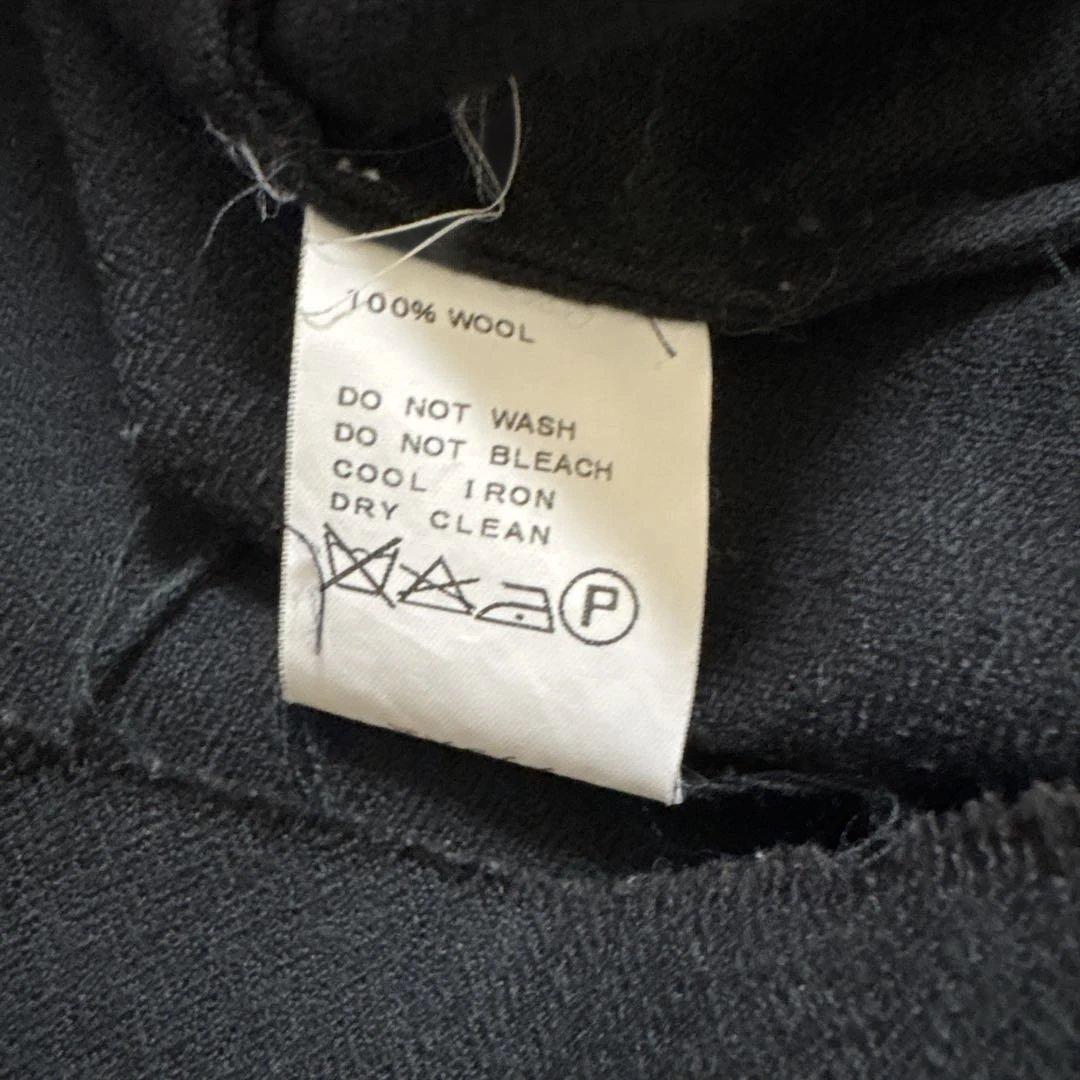 100% WOOL
DO NOT WASH
DO NOT BLEACH
COOL IRON
DRY CLEAN
P